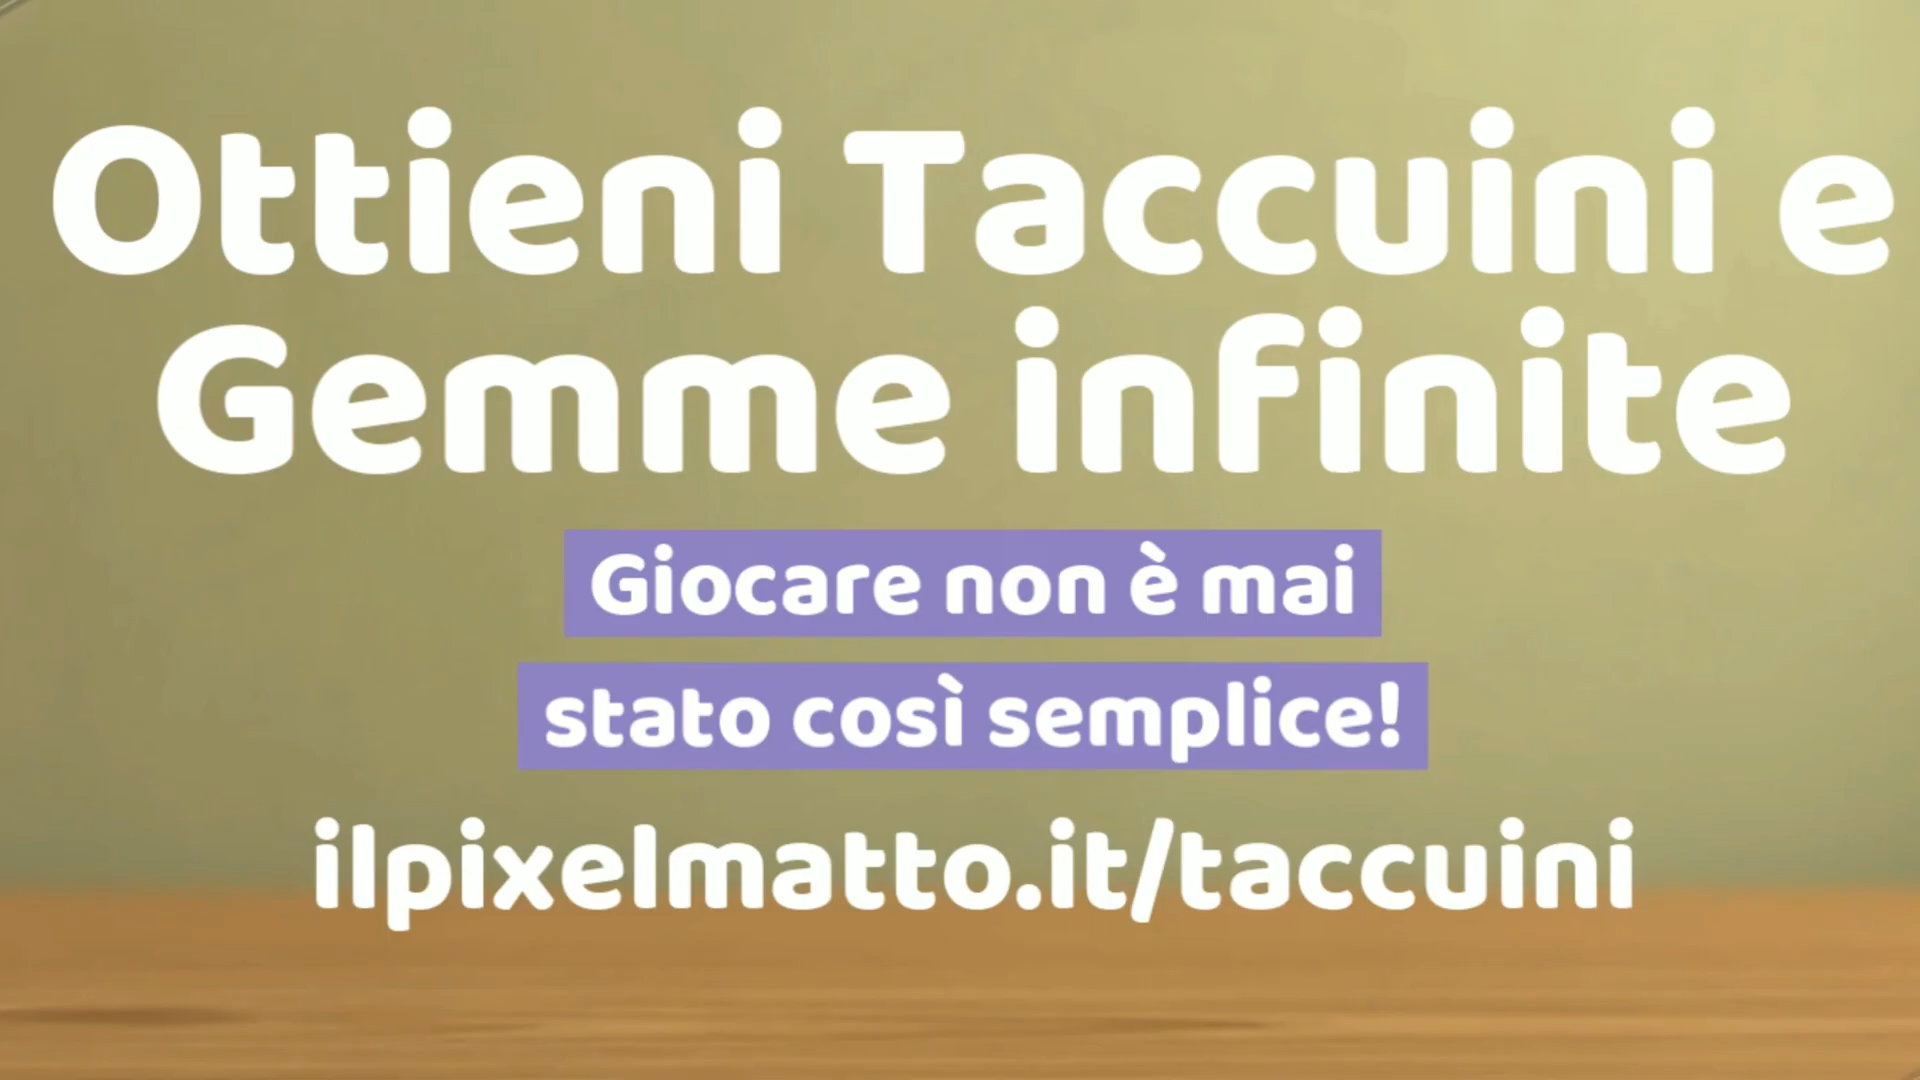 Ottieni Taccuini e
Gemme infinite
Giocare non è mai
stato così semplice!
ilpixelmatto.it/taccuini